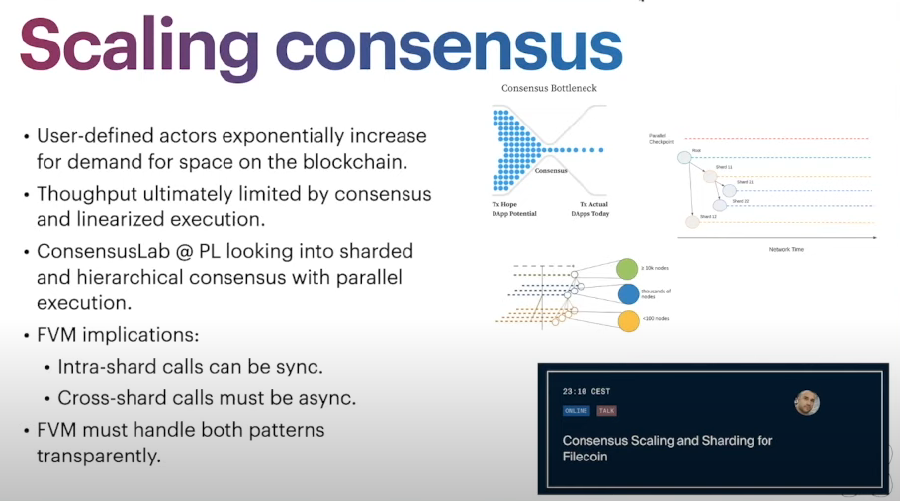 Scaling consensus
• User-defined actors exponentially increase
for demand for space on the blockchain.
• Thoughput ultimately limited by consensus
and linearized execution.
• ConsensusLab @ PL looking into sharded
and hierarchical consensus with parallel
execution.
• FVM implications:
• Intra-shard calls can be sync.
• Cross-shard calls must be async.
• FVM must handle both patterns
transparently.
Consensus Bottleneck
Consensus
Tx Hope
DApp Potential
Tx Actual
DApps Today
Parallel
Checkpoint
Root
Shard 11
Shard 11
Shard 22
Shard 12
Network Time
≥ 10k nodes
thousands of
nodes
<100 nodes
23:10 CEST
ONLINE
TALK
Consensus Scaling and Sharding for
Filecoin